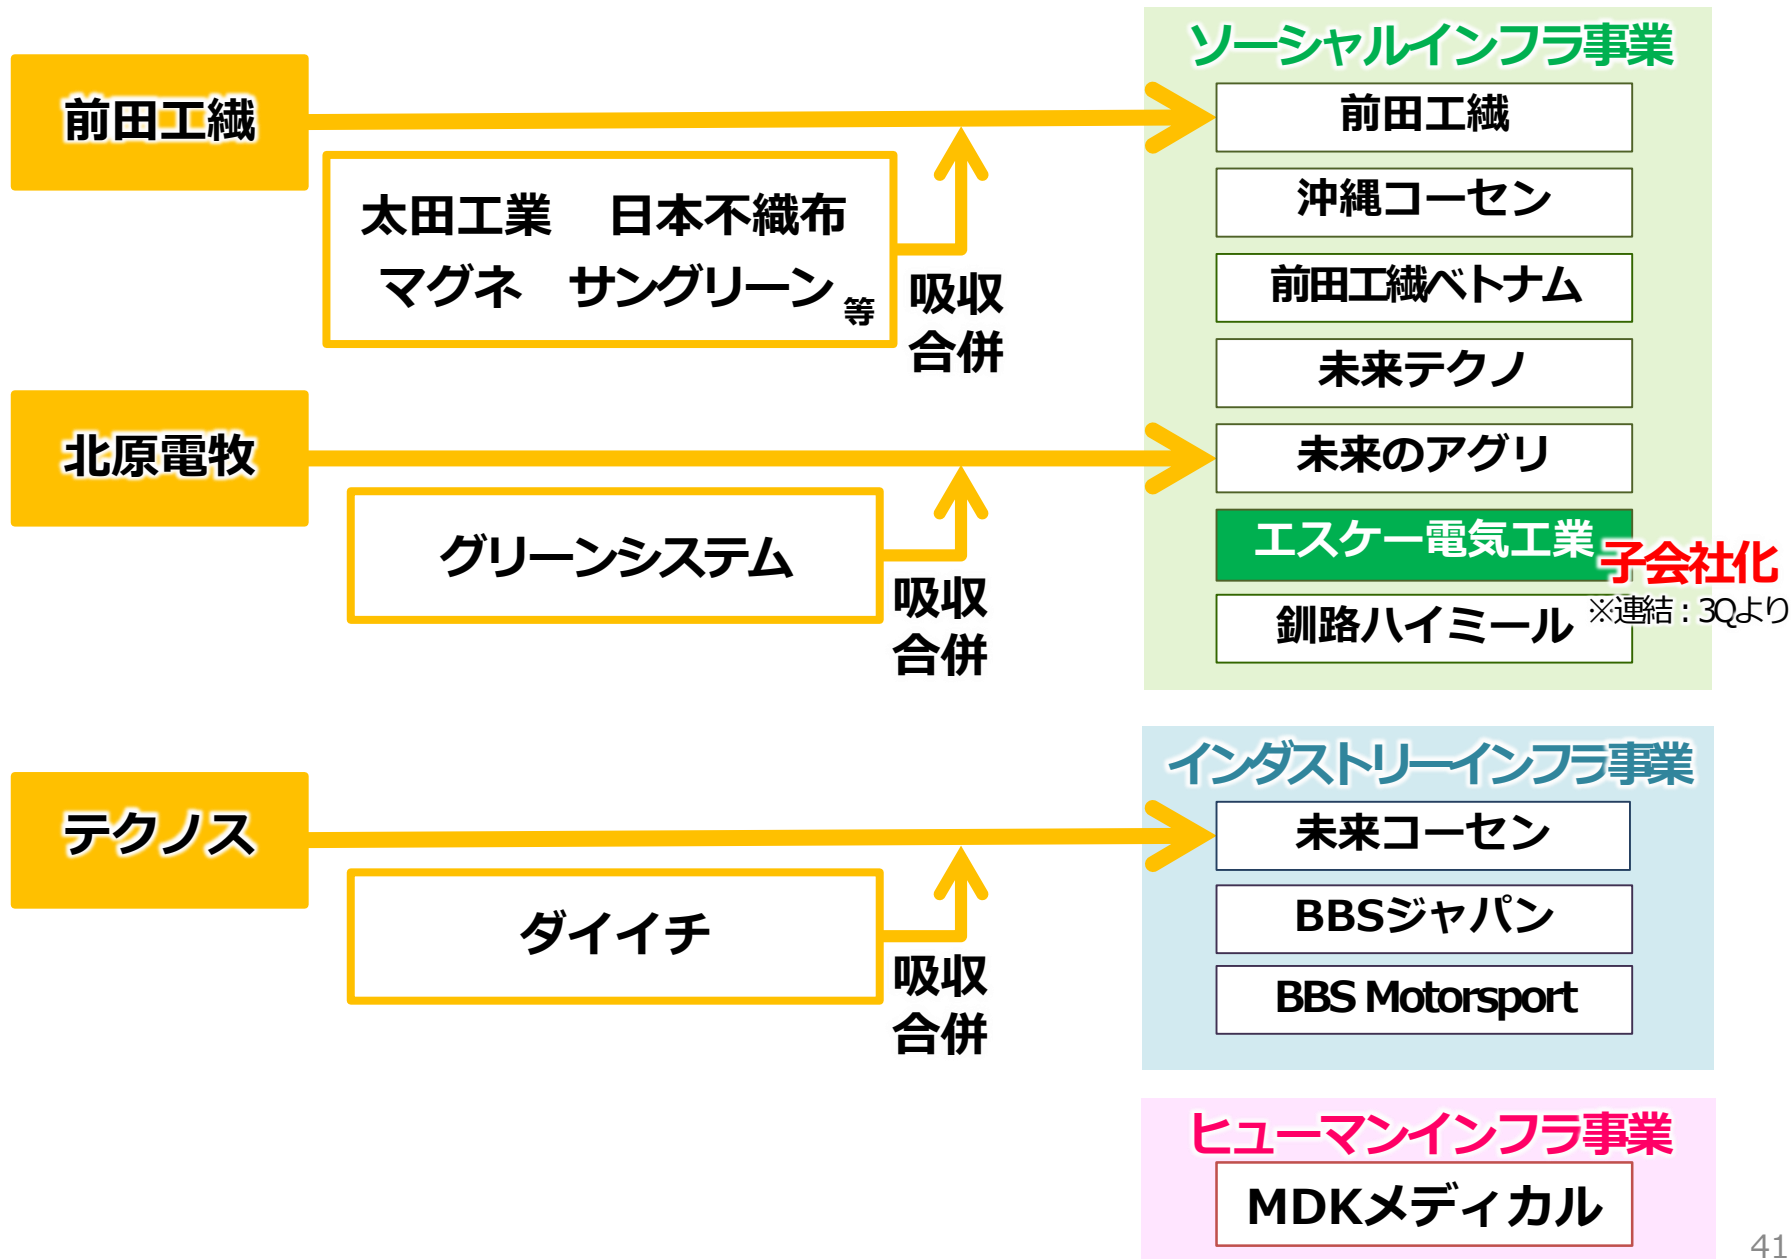 前田工繊
太田工業　日本不織布
マグネ　サングリーン 等
吸収
合併
北原電牧
グリーンシステム
吸収
合併
テクノス
ダイイチ
吸収
合併
ソーシャルインフラ事業
前田工繊
沖縄コーセン
前田工繊ベトナム
未来テクノ
未来のアグリ
エスケー電気工業
子会社化
※連結：3Qより
釧路ハイミール
インダストリーインフラ事業
未来コーセン
BBSジャパン
BBS Motorsport
ヒューマンインフラ事業
MDKメディカル
41